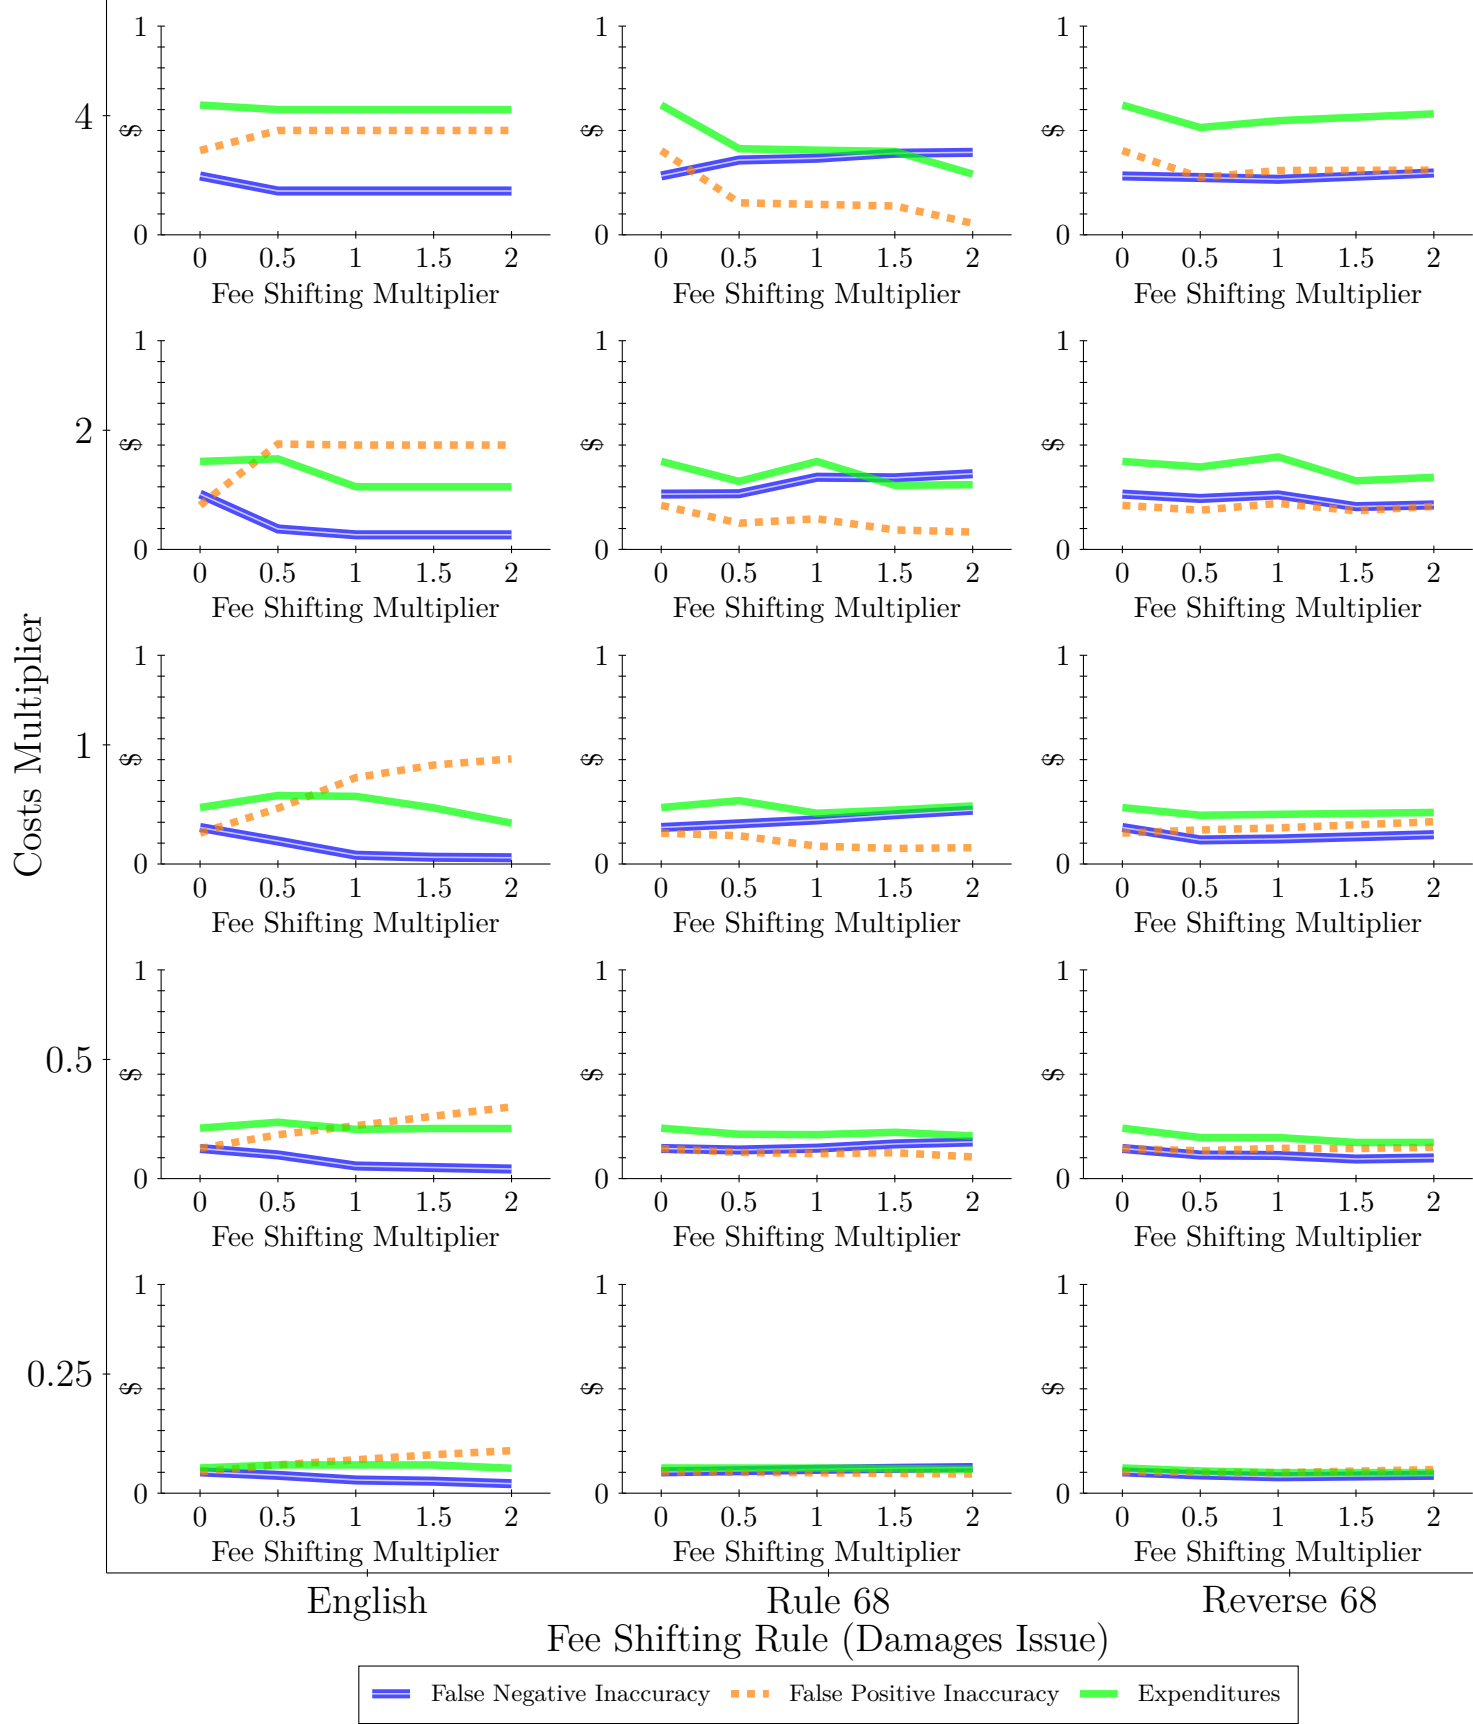 Costs Multiplier
4
1
$
0
0 0.5 1 1.5 2
Fee Shifting Multiplier
1
$
0
0 0.5 1 1.5 2
Fee Shifting Multiplier
1
$
0
0 0.5 1 1.5 2
Fee Shifting Multiplier
2
1
$
0
0 0.5 1 1.5 2
Fee Shifting Multiplier
1
$
0
0 0.5 1 1.5 2
Fee Shifting Multiplier
1
$
0
0 0.5 1 1.5 2
Fee Shifting Multiplier
1
1
$
0
0 0.5 1 1.5 2
Fee Shifting Multiplier
1
$
0
0 0.5 1 1.5 2
Fee Shifting Multiplier
1
$
0
0 0.5 1 1.5 2
Fee Shifting Multiplier
0.5
1
$
0
0 0.5 1 1.5 2
Fee Shifting Multiplier
1
$
0
0 0.5 1 1.5 2
Fee Shifting Multiplier
1
$
0
0 0.5 1 1.5 2
Fee Shifting Multiplier
0.25
1
$
0
0 0.5 1 1.5 2
Fee Shifting Multiplier
1
$
0
0 0.5 1 1.5 2
Fee Shifting Multiplier
1
$
0
0 0.5 1 1.5 2
Fee Shifting Multiplier
English
Rule 68
Reverse 68
Fee Shifting Rule (Damages Issue)
False Negative Inaccuracy
False Positive Inaccuracy
Expenditures